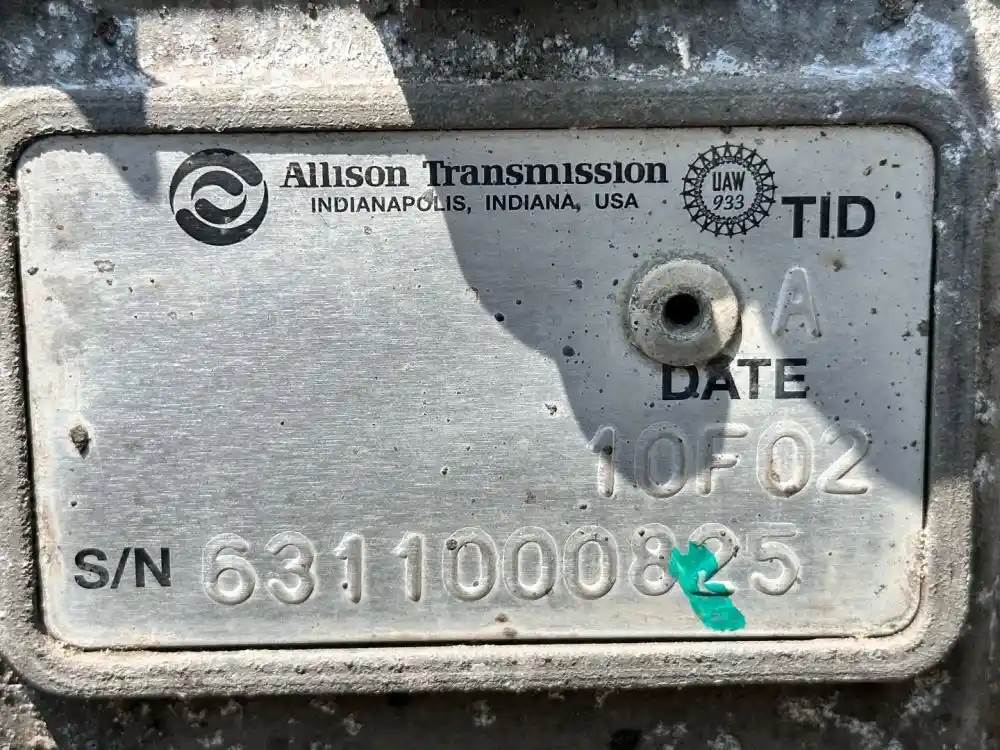 Allison Transmission
INDIANAPOLIS, INDIANA, USA
UAW
933
TID
A
DATE
10F02
S/N 6311000825